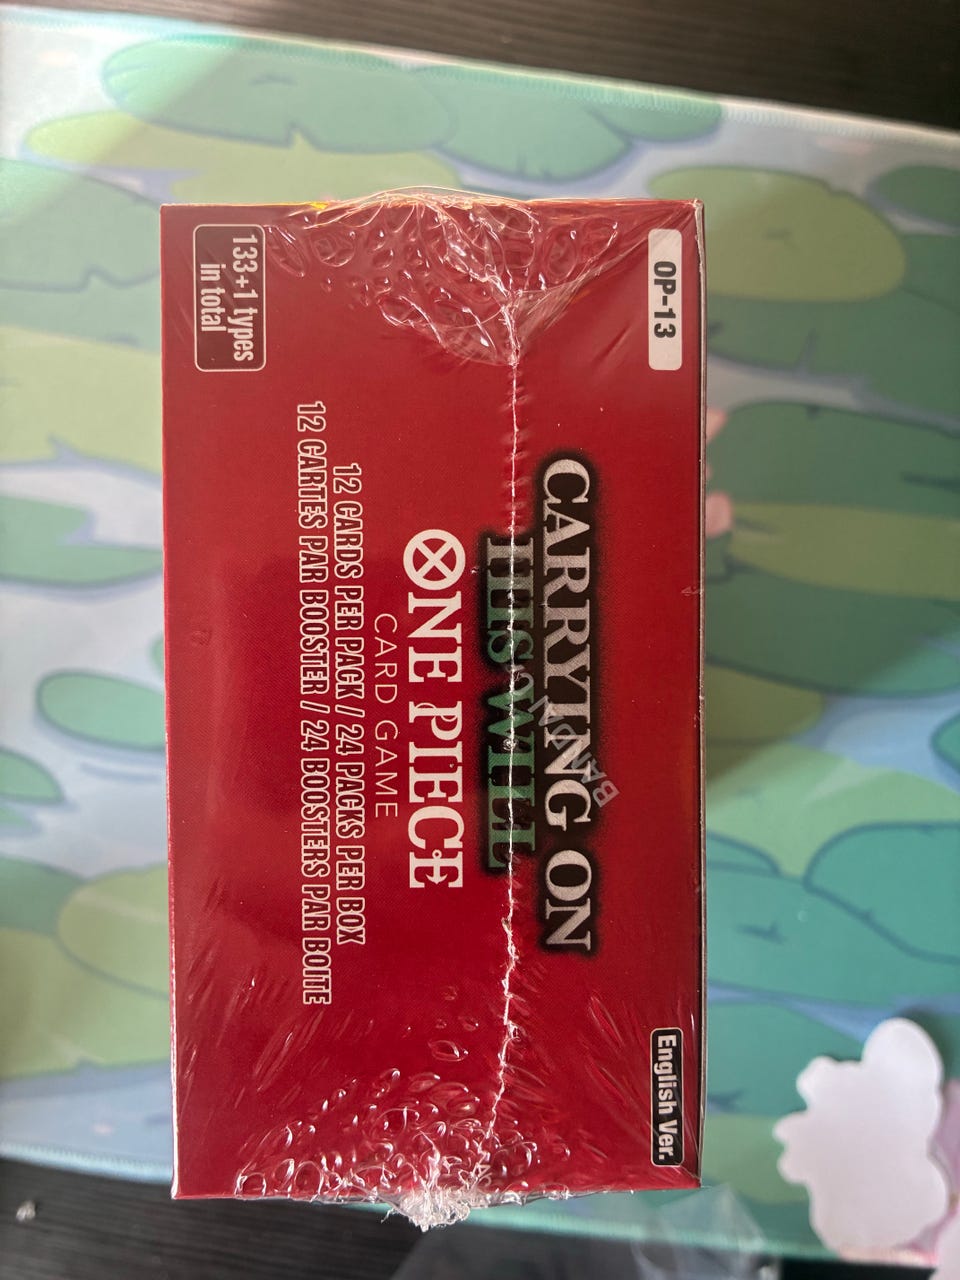 OP-13
English Ver.
CARRYING ON
HIS WILL
BANDAI
ONE PIECE
CARD GAME
12 CARDS PER PACK / 24 PACKS PER BOX
12 CARTES PAR BOOSTER / 24 BOOSTERS PAR BOITE
133+1 types
in total